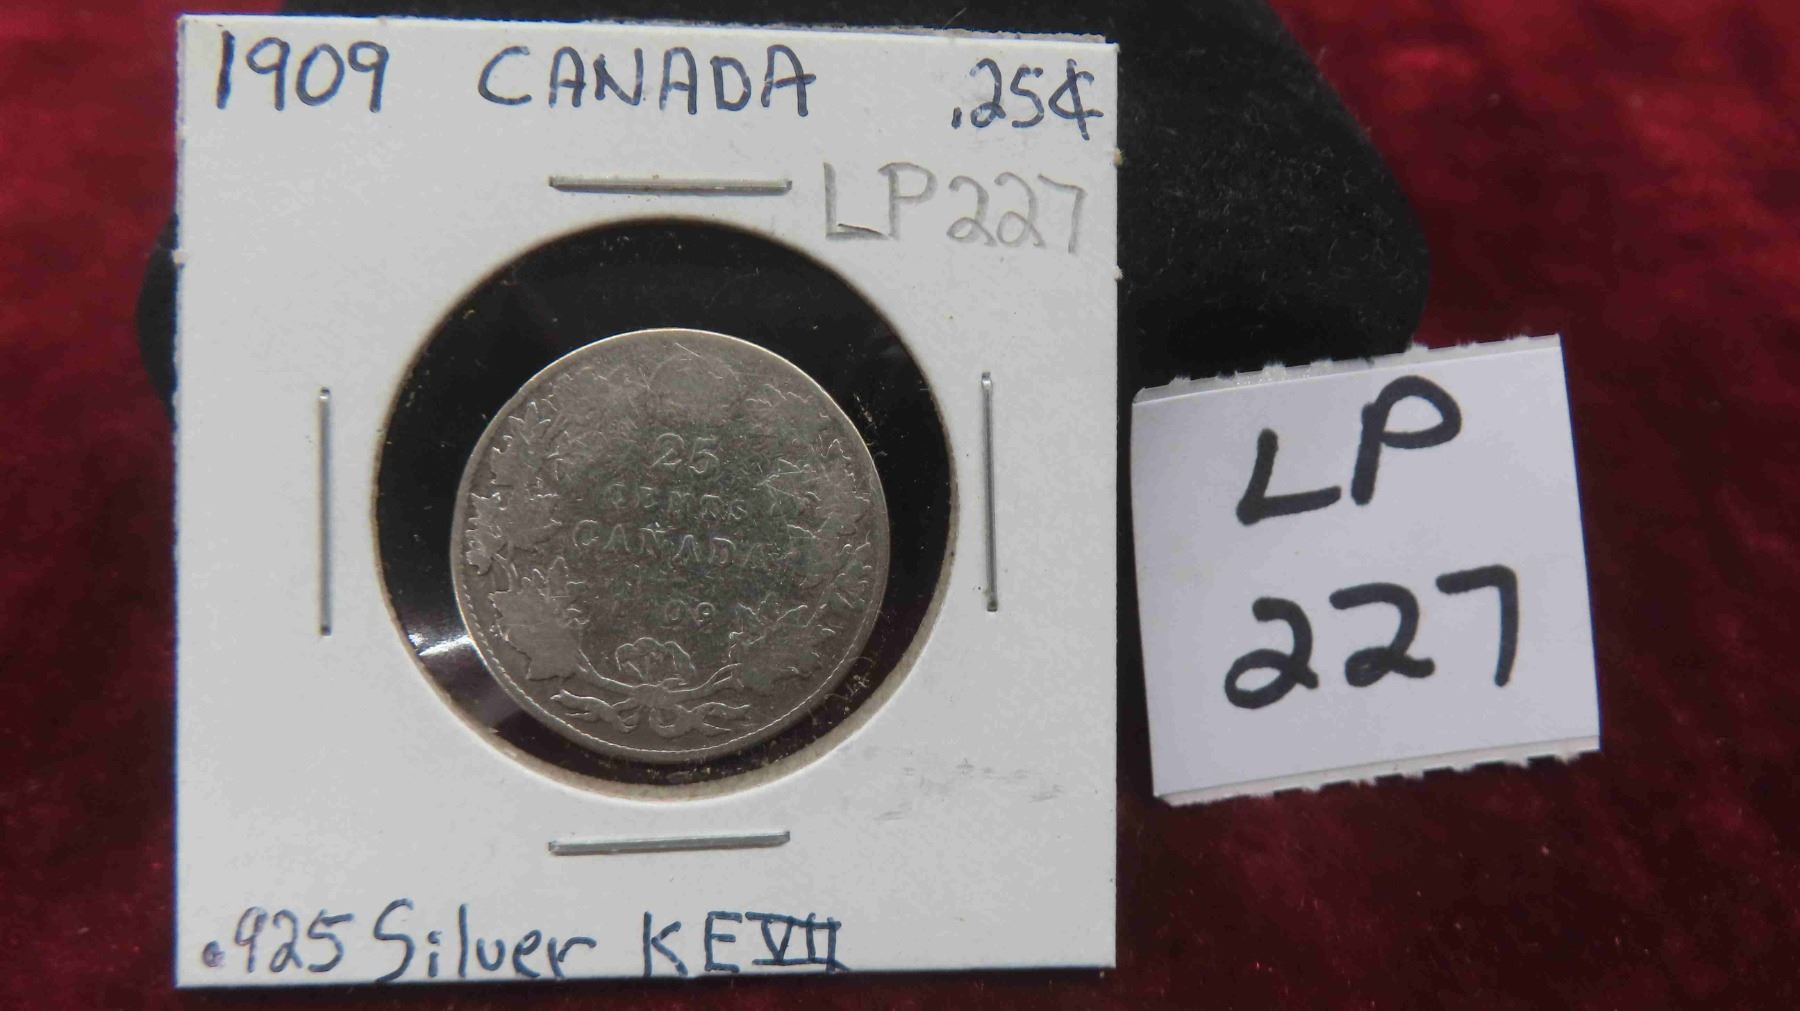 1909 CANADA .25¢
LP227
25
CENTS
CANADA
09
.925 Silver KEVII
LP
227